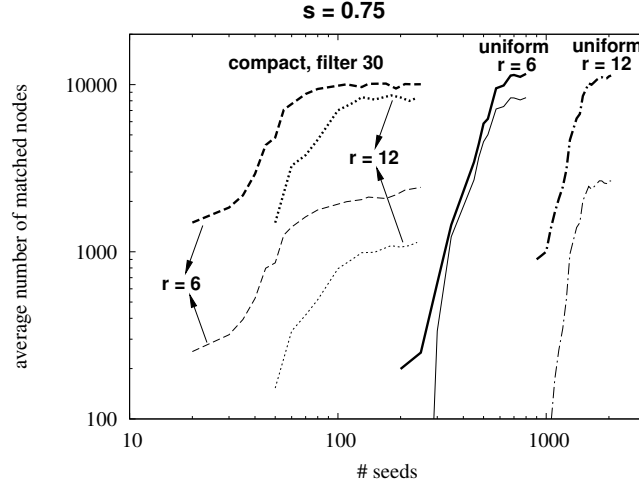 s = 0.75
compact, filter 30
uniform
r = 6
uniform
r = 12
10000
1000
100
r = 12
r = 6
average number of matched nodes
10
100
1000
# seeds